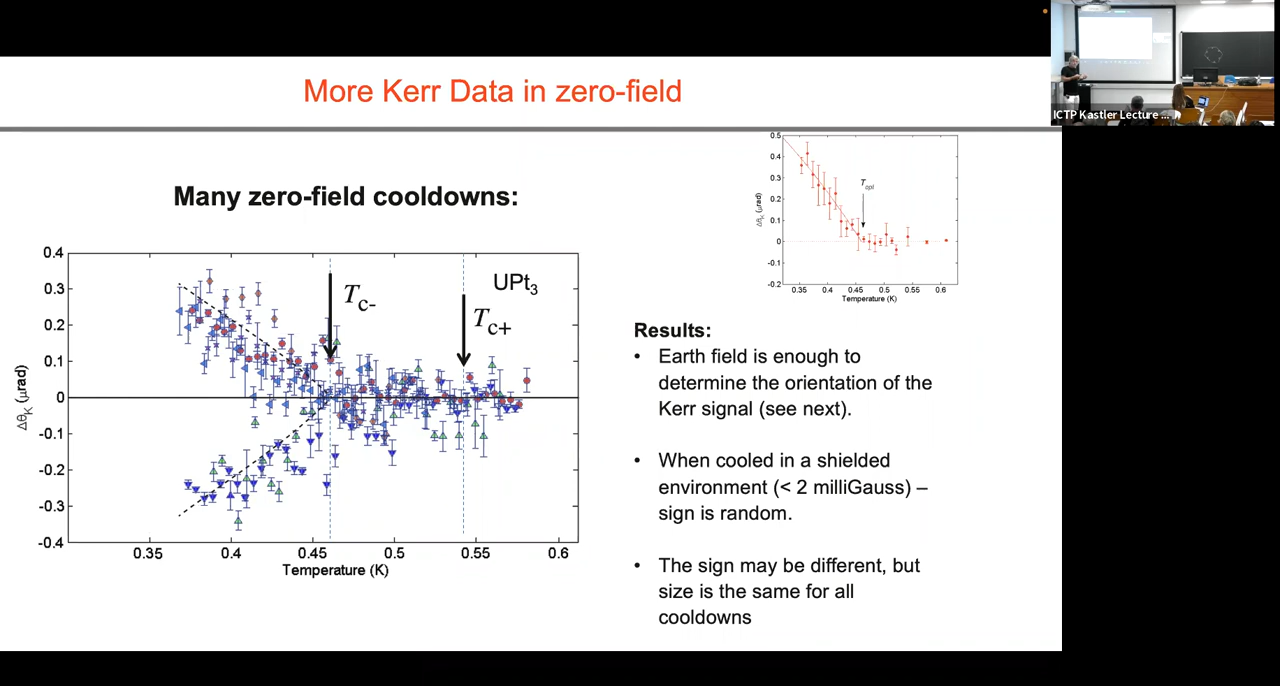 More Kerr Data in zero-field
ICTP Kastler Lecture ...
Many zero-field cooldowns:
0.4
0.3
0.2
0.1
0
-0.1
-0.2
-0.3
-0.4
ΔθK (μrad)
Tc-
Tc+
UPt3
0.35
0.4
0.45
0.5
0.55
0.6
Temperature (K)
0.5
0.4
0.3
0.2
0.1
0
-0.1
-0.2
ΔθK (μrad)
Topt
0.35
0.4
0.45
0.5
0.55
0.6
Temperature (K)
Results:
• Earth field is enough to
determine the orientation of the
Kerr signal (see next).
• When cooled in a shielded
environment (< 2 milliGauss) –
sign is random.
• The sign may be different, but
size is the same for all
cooldowns